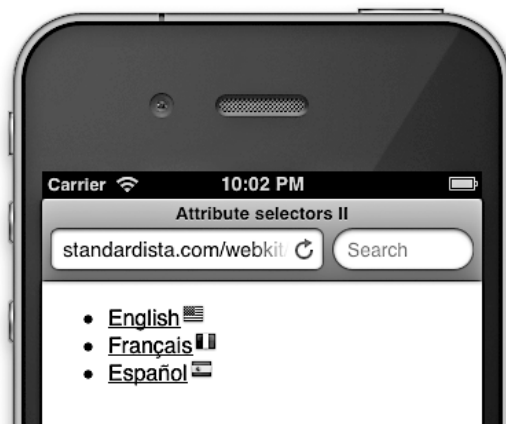 Carrier 10:02 PM
Attribute selectors II
standardista.com/webkit/ Search
English
Français
Español